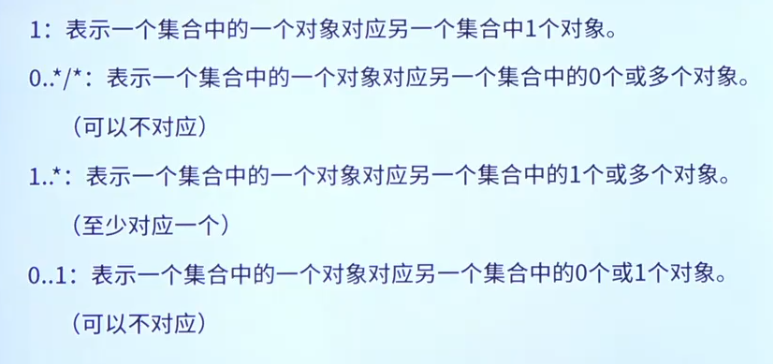 1：表示一个集合中的一个对象对应另一个集合中1个对象。
0..*/*：表示一个集合中的一个对象对应另一个集合中的0个或多个对象。
（可以不对应）
1..*：表示一个集合中的一个对象对应另一个集合中的1个或多个对象。
（至少对应一个）
0..1：表示一个集合中的一个对象对应另一个集合中的0个或1个对象。
（可以不对应）